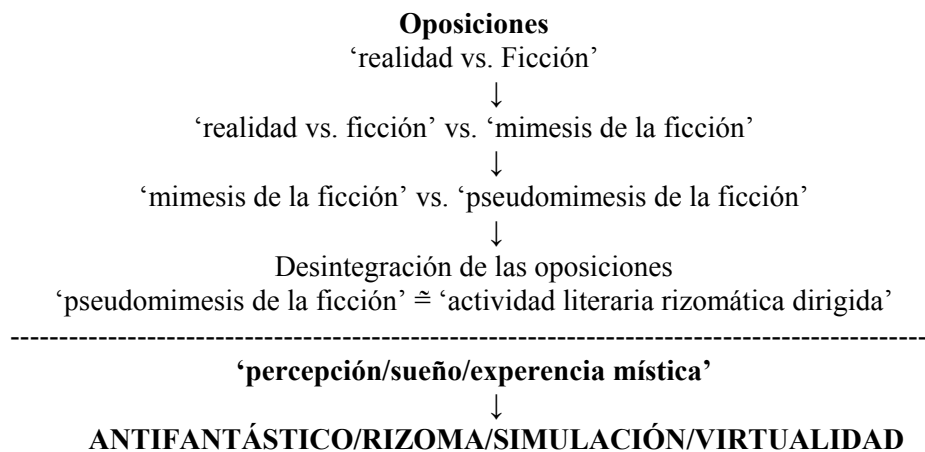 Oposiciones
‘realidad vs. Ficción’
↓
‘realidad vs. ficción’ vs. ‘mimesis de la ficción’
↓
‘mimesis de la ficción’ vs. ‘pseudomimesis de la ficción’
↓
Desintegración de las oposiciones
‘pseudomimesis de la ficción’ ≝ ‘actividad literaria rizomática dirigida’
-----------------------------------------------------------------------------------------------
‘percepción/sueño/experencia mística’
↓
ANTIFANTÁSTICO/RIZOMA/SIMULACIÓN/VIRTUALIDAD